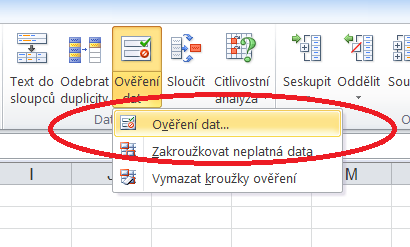 Text do sloupců
Odebrat duplicity
Ověření dat
Sloučit
Citlivostní analýza
Seskupit
Oddělit
Dat
Ověření dat...
Zakroužkovat neplatná data
Vymazat kroužky ověření
I
J
M